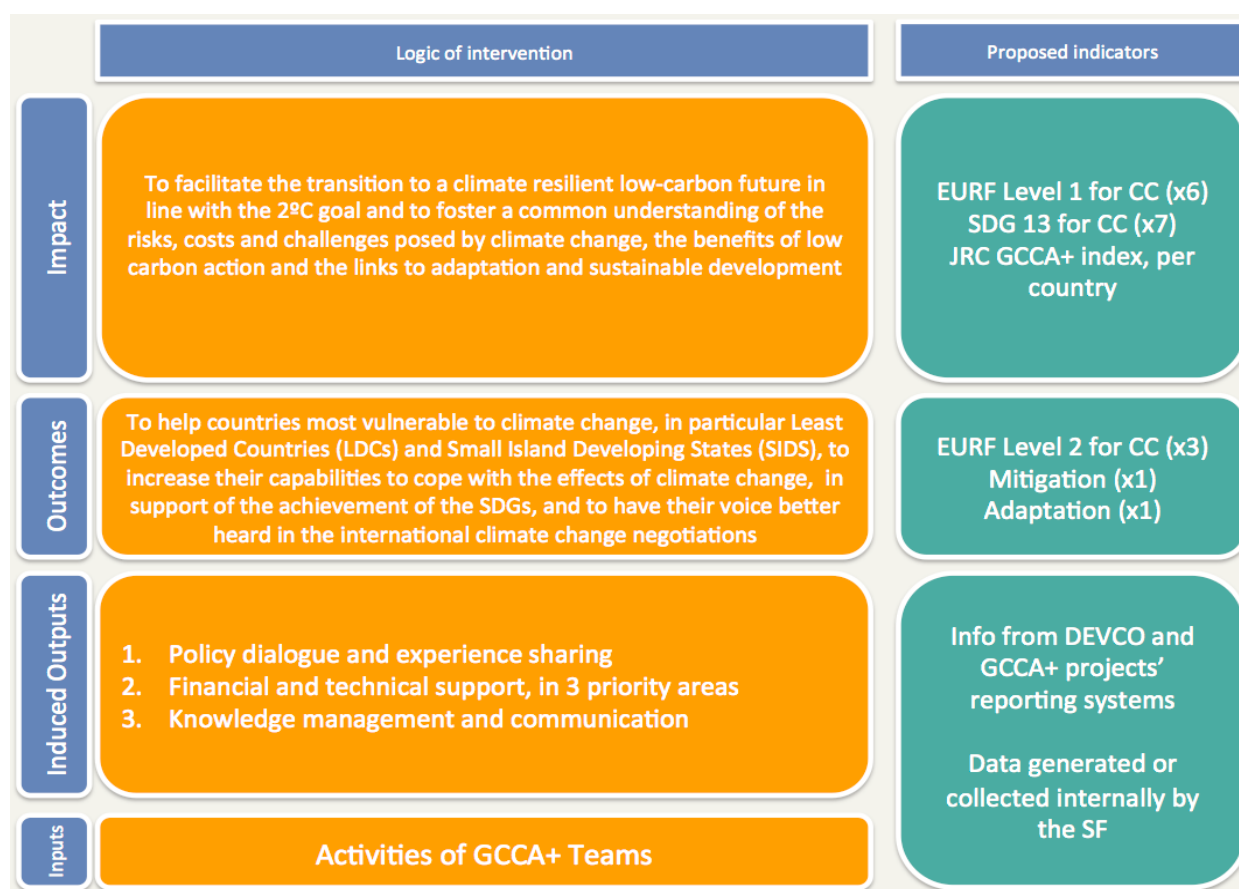 Logic of intervention
Proposed indicators
Impact
To facilitate the transition to a climate resilient low-carbon future in
line with the 2ºC goal and to foster a common understanding of the
risks, costs and challenges posed by climate change, the benefits of low
carbon action and the links to adaptation and sustainable development
EURF Level 1 for CC (x6)
SDG 13 for CC (x7)
JRC GCCA+ index, per
country
Outcomes
To help countries most vulnerable to climate change, in particular Least
Developed Countries (LDCs) and Small Island Developing States (SIDS), to
increase their capabilities to cope with the effects of climate change, in
support of the achievement of the SDGs, and to have their voice better
heard in the international climate change negotiations
EURF Level 2 for CC (x3)
Mitigation (x1)
Adaptation (x1)
Induced Outputs
1. Policy dialogue and experience sharing
2. Financial and technical support, in 3 priority areas
3. Knowledge management and communication
Info from DEVCO and
GCCA+ projects’
reporting systems
Data generated or
collected internally by
the SF
Inputs
Activities of GCCA+ Teams